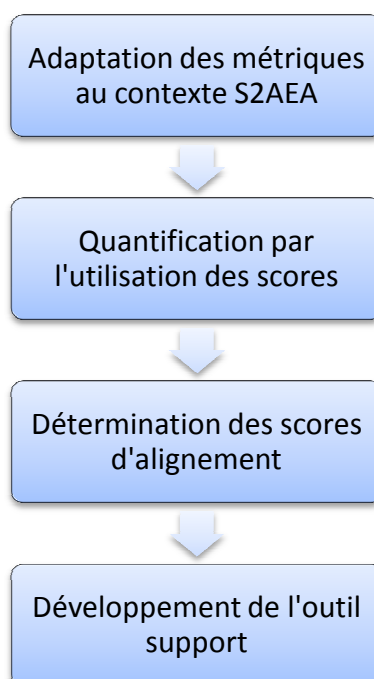 Adaptation des métriques
au contexte S2AEA
Quantification par
l'utilisation des scores
Détermination des scores
d'alignement
Développement de l'outil
support